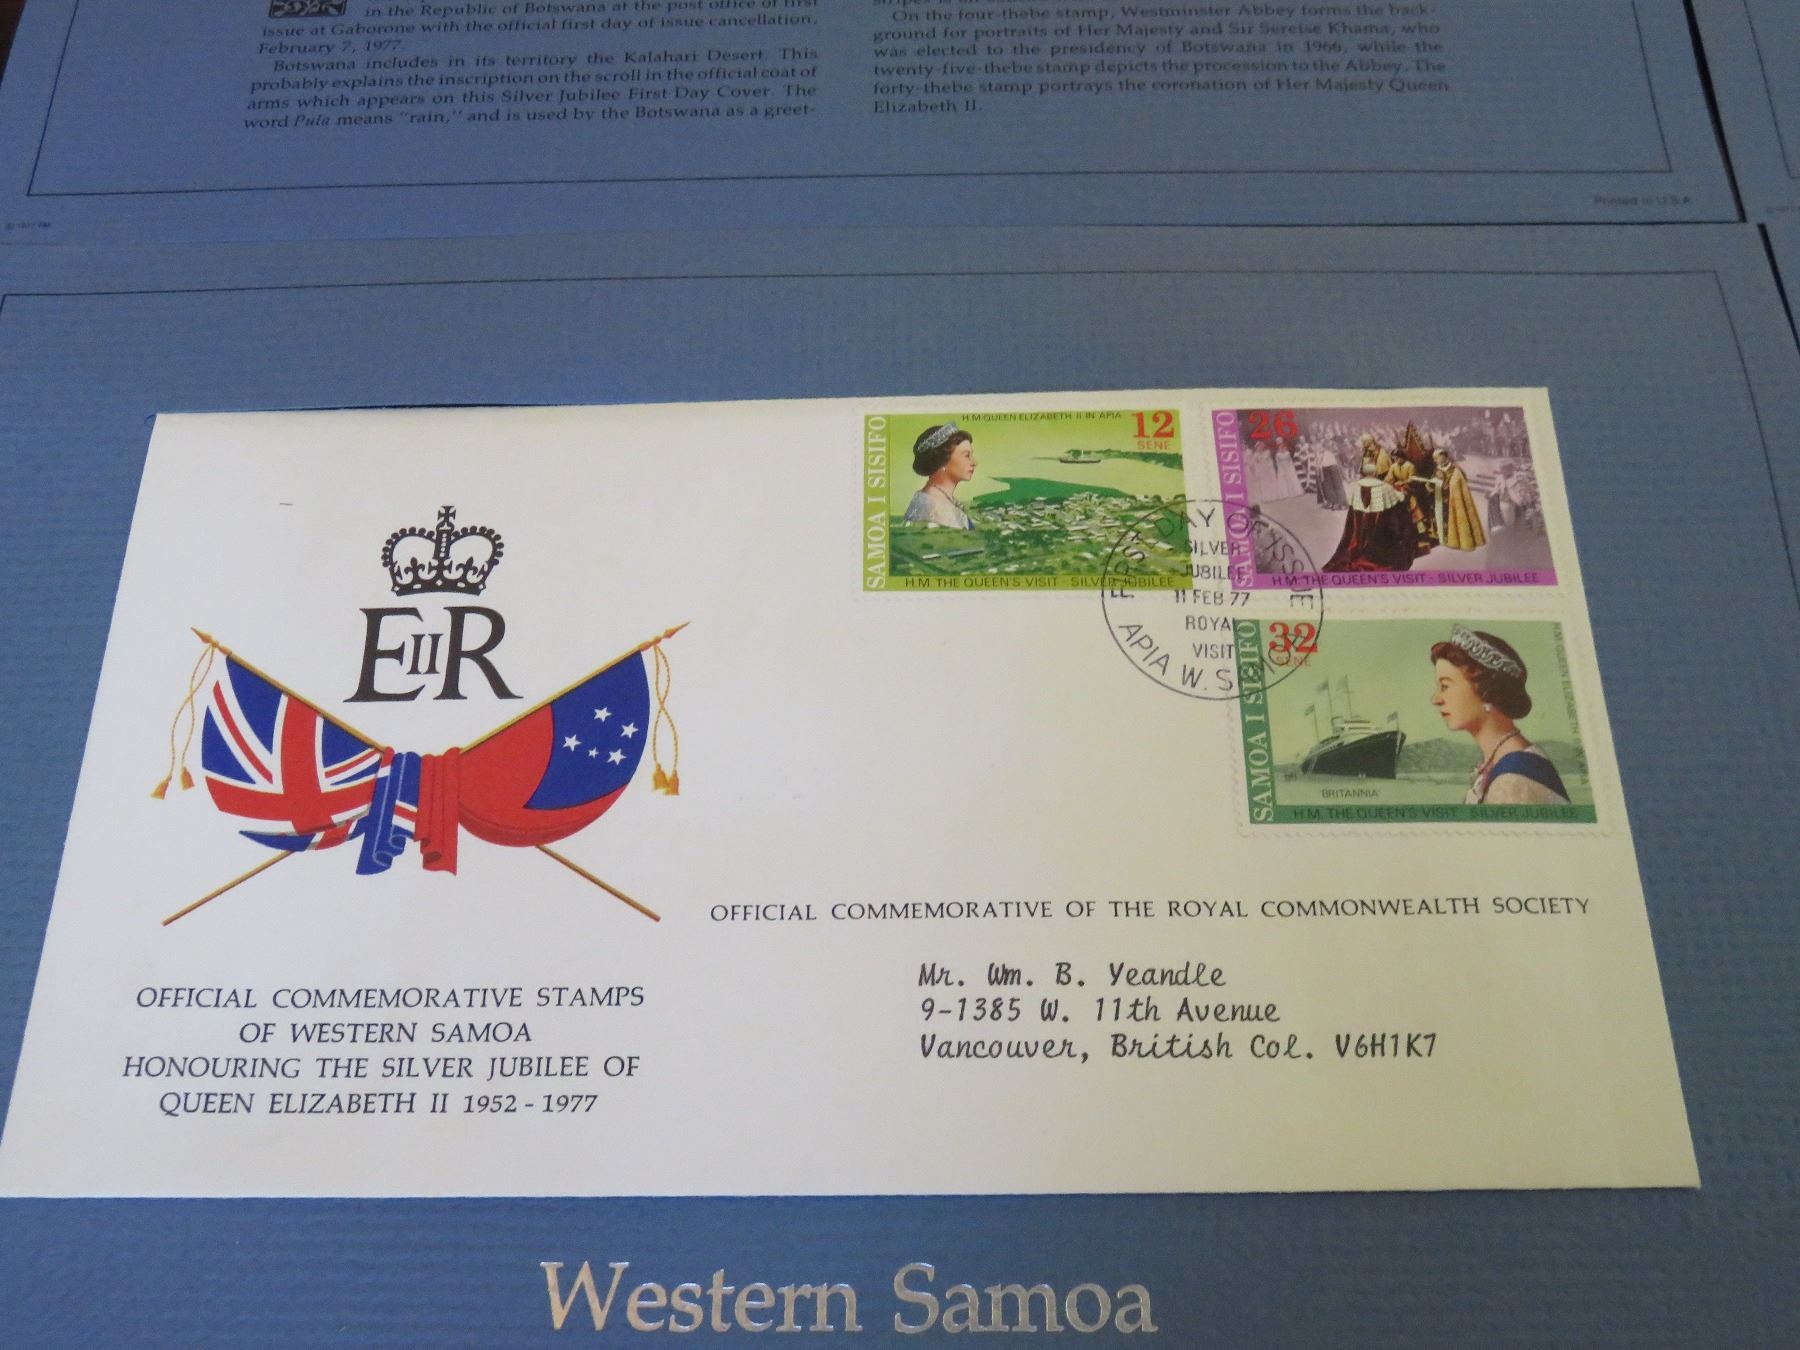 in the Republic of Botswana at the post office of first
issue at Gaborone with the official first day of issue cancellation,
February 7, 1977.
Botswana includes in its territory the Kalahari Desert. This
probably explains the inscription on the scroll in the official coat of
arms which appears on this Silver Jubilee First Day Cover. The
word Pula means "rain," and is used by the Botswana as a greet-
On the four-thebe stamp, Westminster Abbey forms the back-
ground for portraits of Her Majesty and Sir Sereise Khama, who
was elected to the presidency of Botswana in 1966, while the
twenty-five-thebe stamp depicts the procession to the Abbey. The
forty-thebe stamp portrays the coronation of Her Majesty Queen
Elizabeth II.
Printed in U.S.A.
EIIR
OFFICIAL COMMEMORATIVE STAMPS
OF WESTERN SAMOA
HONOURING THE SILVER JUBILEE OF
QUEEN ELIZABETH II 1952 - 1977
H.M. QUEEN ELIZABETH II IN APIA
12
SENE
SAMOA I SISIFO
H.M. THE QUEEN'S VISIT - SILVER JUBILEE
26
SAMOA I SISIFO
H.M. THE QUEEN'S VISIT - SILVER JUBILEE
32
SENE
SAMOA I SISIFO
'BRITANNIA'
H.M. THE QUEEN'S VISIT - SILVER JUBILEE
FIRST DAY OF ISSUE
SILVER
JUBILEE
11 FEB 77
ROYAL
VISIT
APIA W. SAMOA
OFFICIAL COMMEMORATIVE OF THE ROYAL COMMONWEALTH SOCIETY
Mr. Wm. B. Yeandle
9-1385 W. 11th Avenue
Vancouver, British Col. V6H1K7
Western Samoa